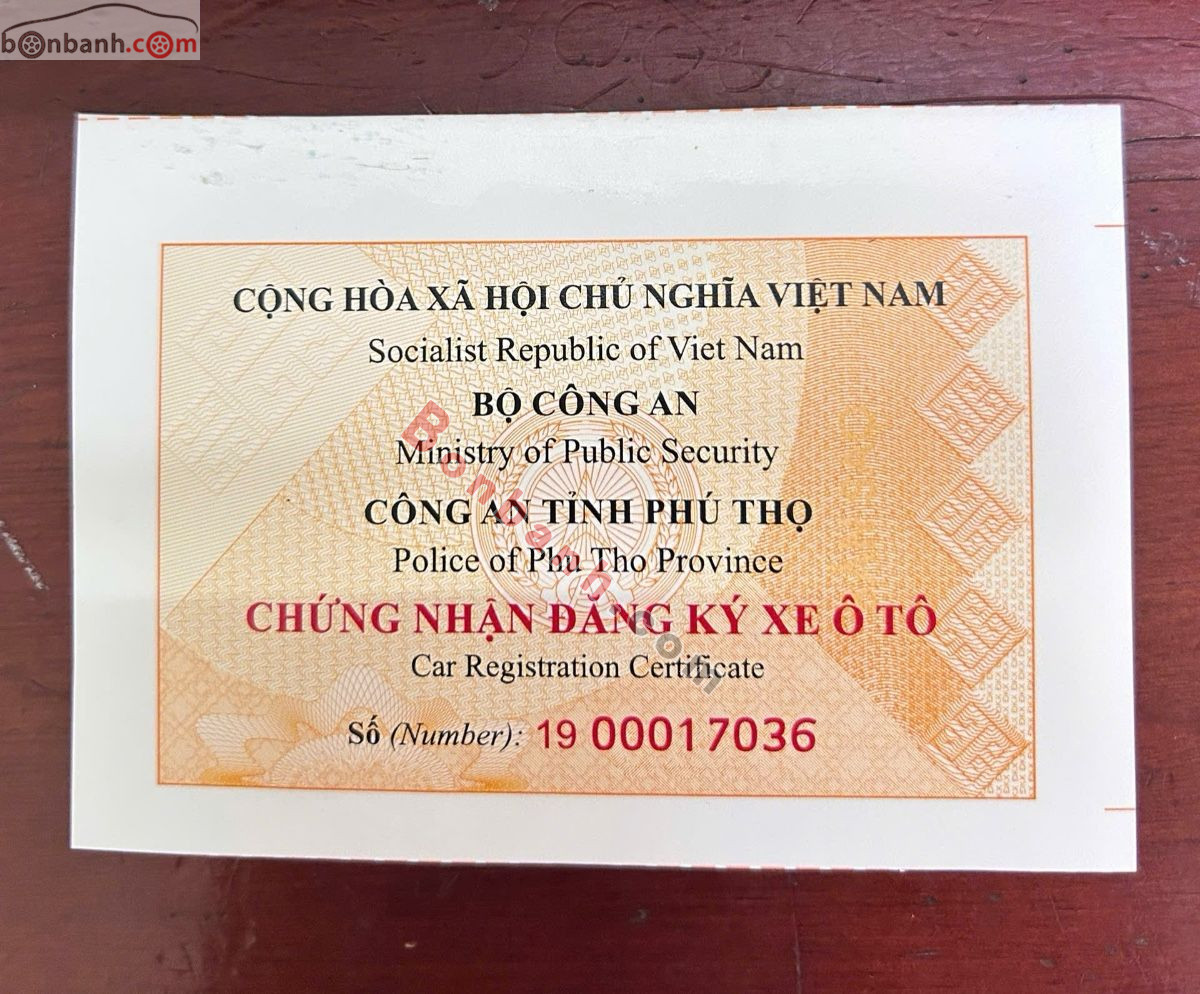 bonbanh.com
CỘNG HÒA XÃ HỘI CHỦ NGHĨA VIỆT NAM
Socialist Republic of Viet Nam
BỘ CÔNG AN
Ministry of Public Security
CÔNG AN TỈNH PHÚ THỌ
Police of Phu Tho Province
CHỨNG NHẬN ĐĂNG KÝ XE Ô TÔ
Car Registration Certificate
Số (Number): 19 00017036
Bonbanh.com